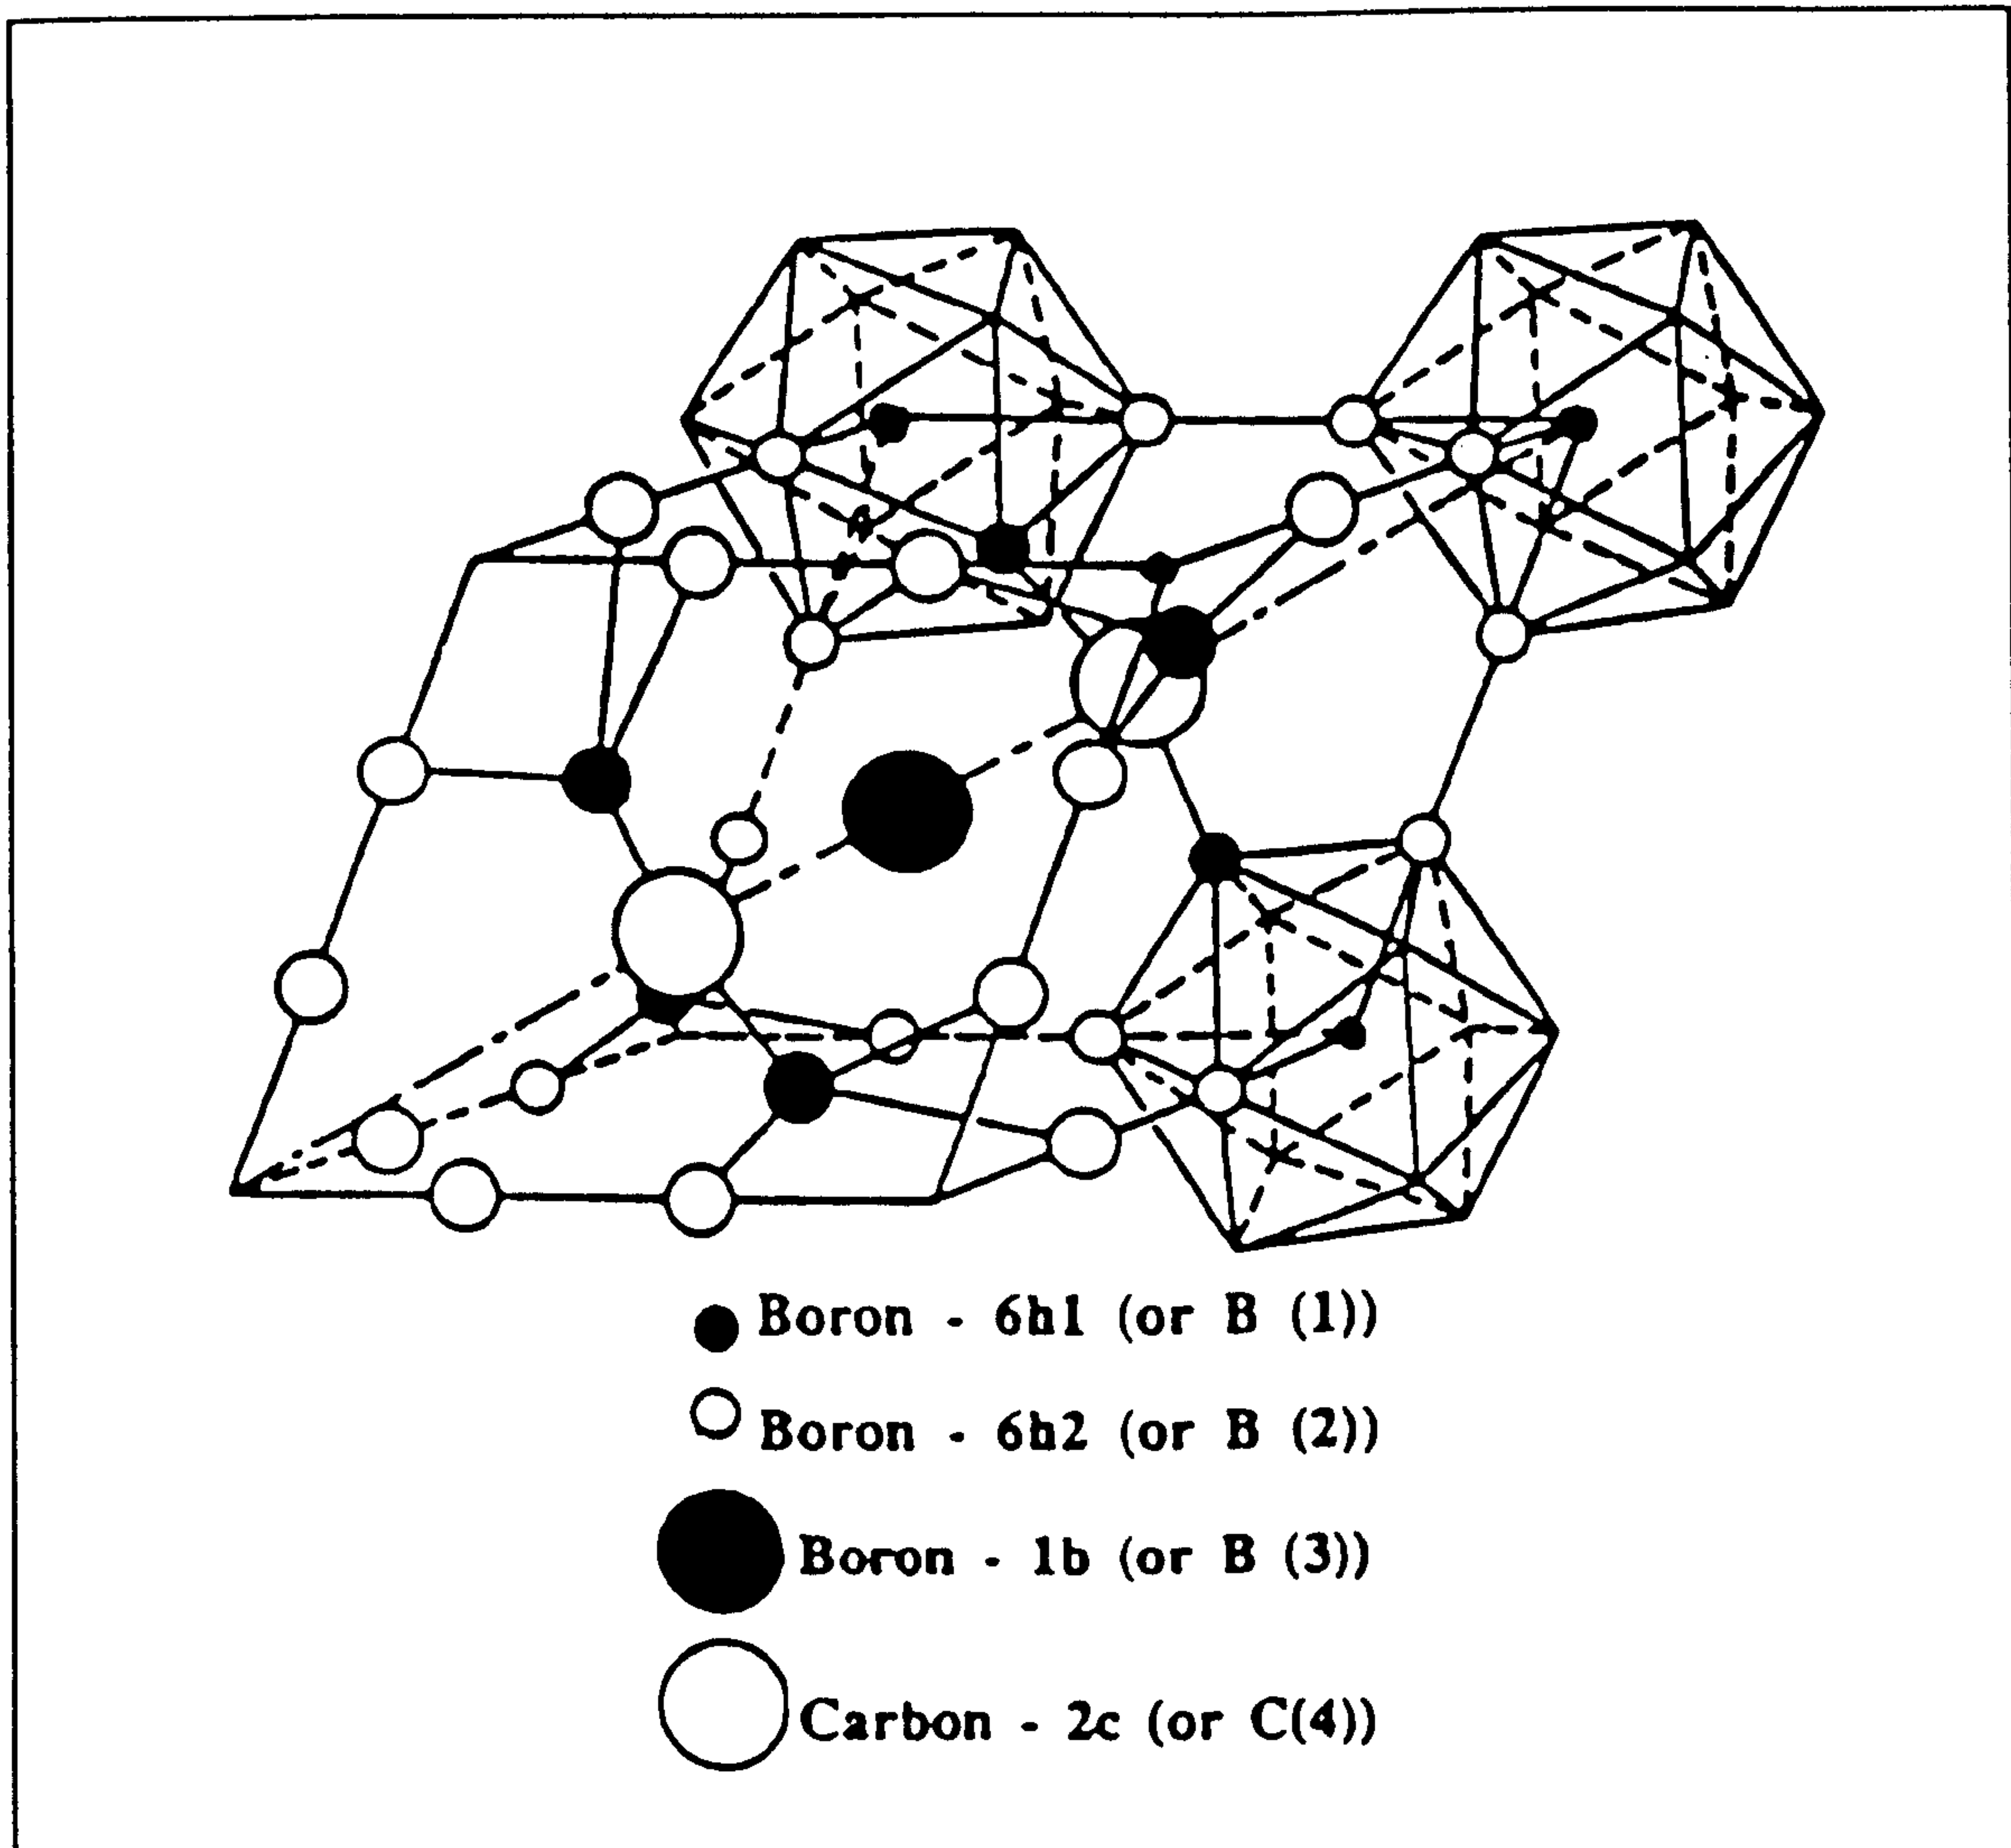 Boron - 6h1 (or B (1))
Boron - 6h2 (or B (2))
Boron - 1b (or B (3))
Carbon - 2c (or C(4))